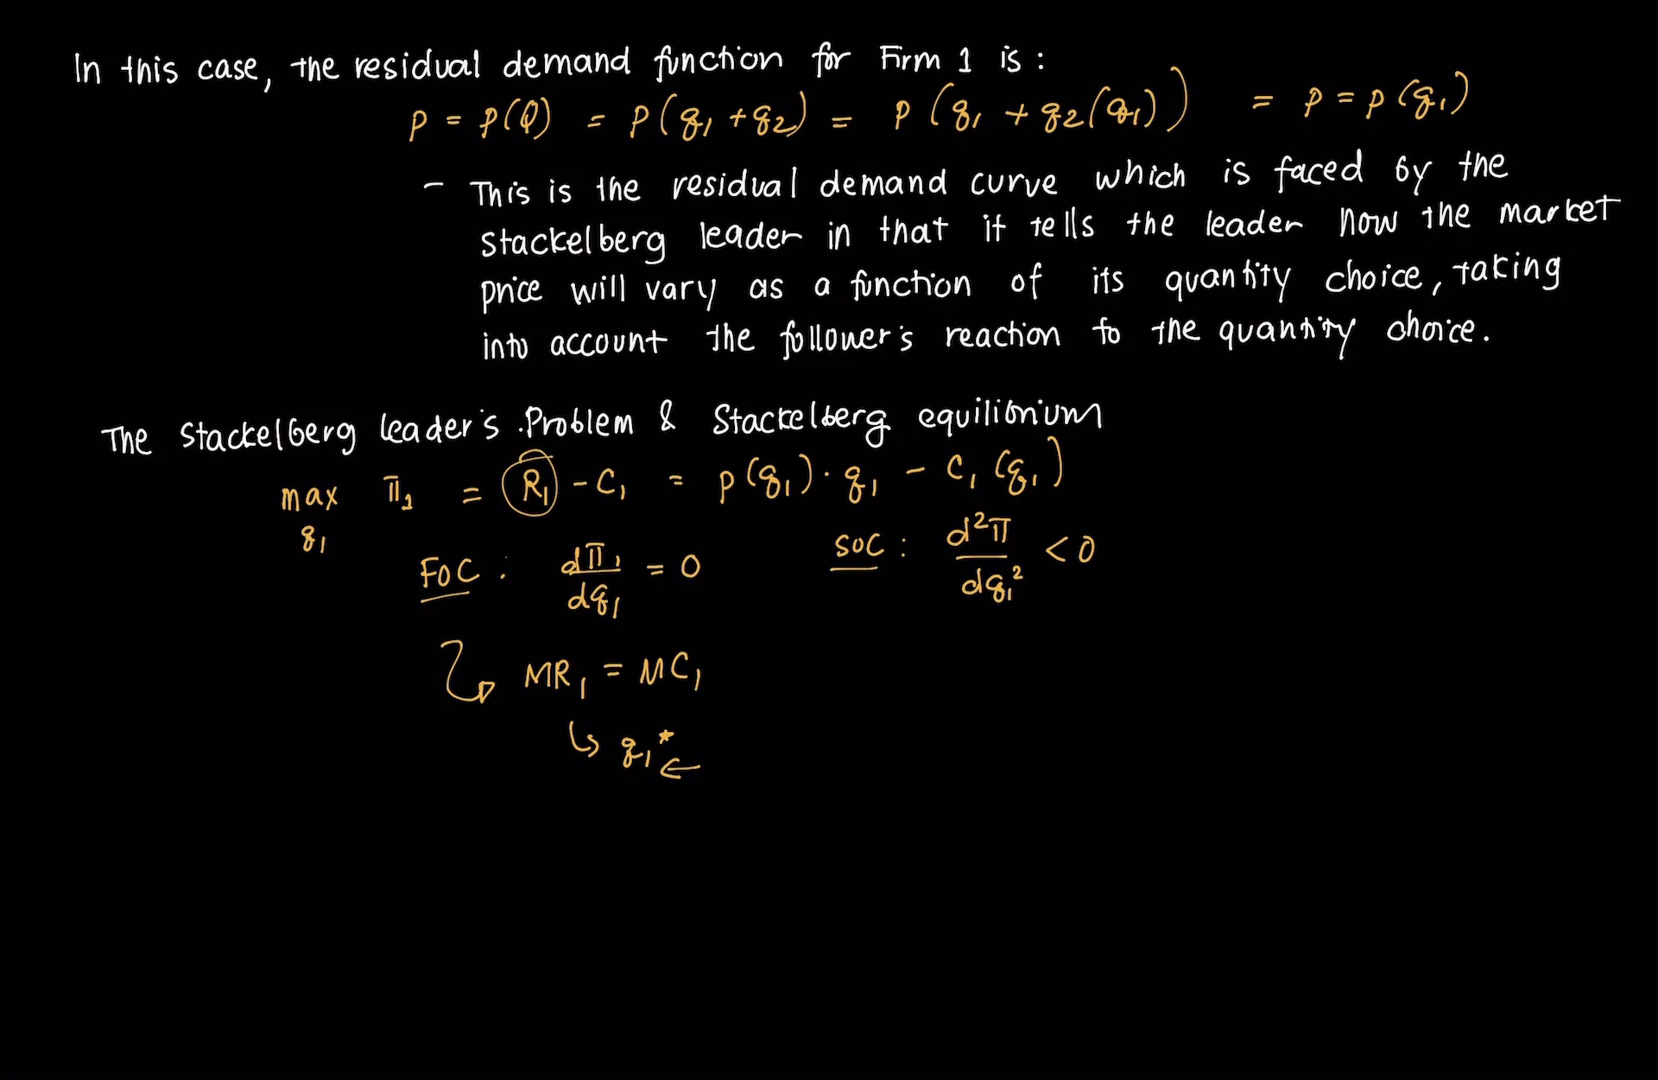 In this case, the residual demand function for Firm 1 is :
p = p(Q) = p(q₁ + q₂) = p(q₁ + q₂(q₁)) = p = p(q₁)
- This is the residual demand curve which is faced by the
stackelberg leader in that it tells the leader how the market
price will vary as a function of its quantity choice, taking
into account the follower's reaction to the quantity choice.
The Stackelberg leader's Problem & Stackelberg equilibrium
max π₁ = R₁ - C₁ = p(q₁)·q₁ - C₁(q₁)
q₁
FOC : dπ₁/dq₁ = 0 SOC : d²π/dq₁² < 0
↳ MR₁ = MC₁
↳ q₁* ←